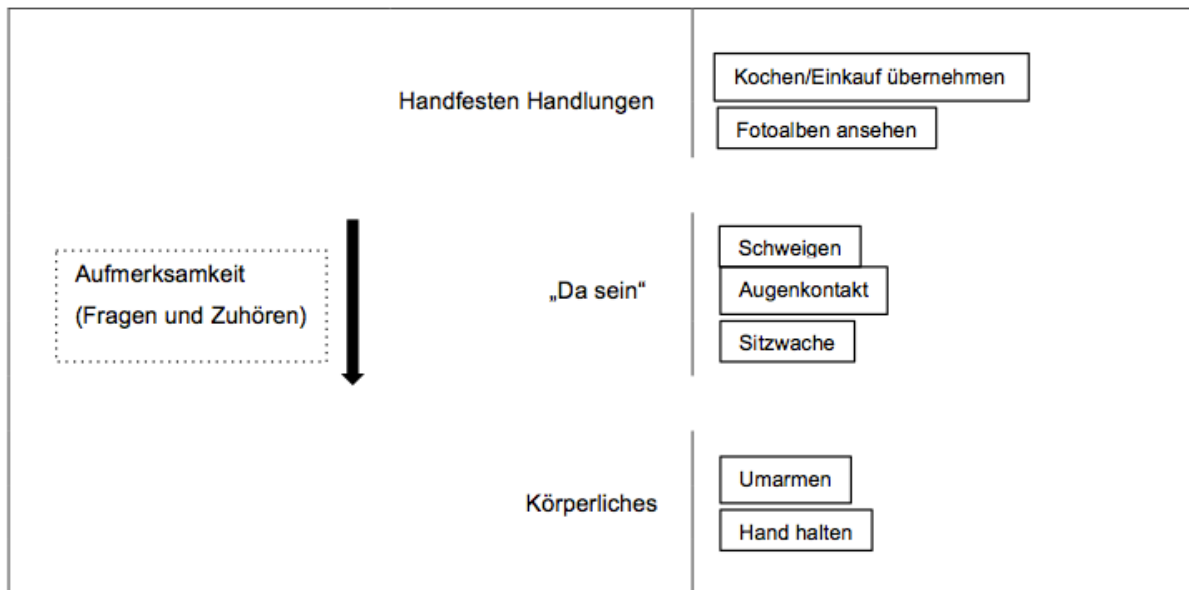 Handfesten Handlungen
Kochen/Einkauf übernehmen
Fotoalben ansehen
Aufmerksamkeit
(Fragen und Zuhören)
„Da sein“
Schweigen
Augenkontakt
Sitzwache
Körperliches
Umarmen
Hand halten